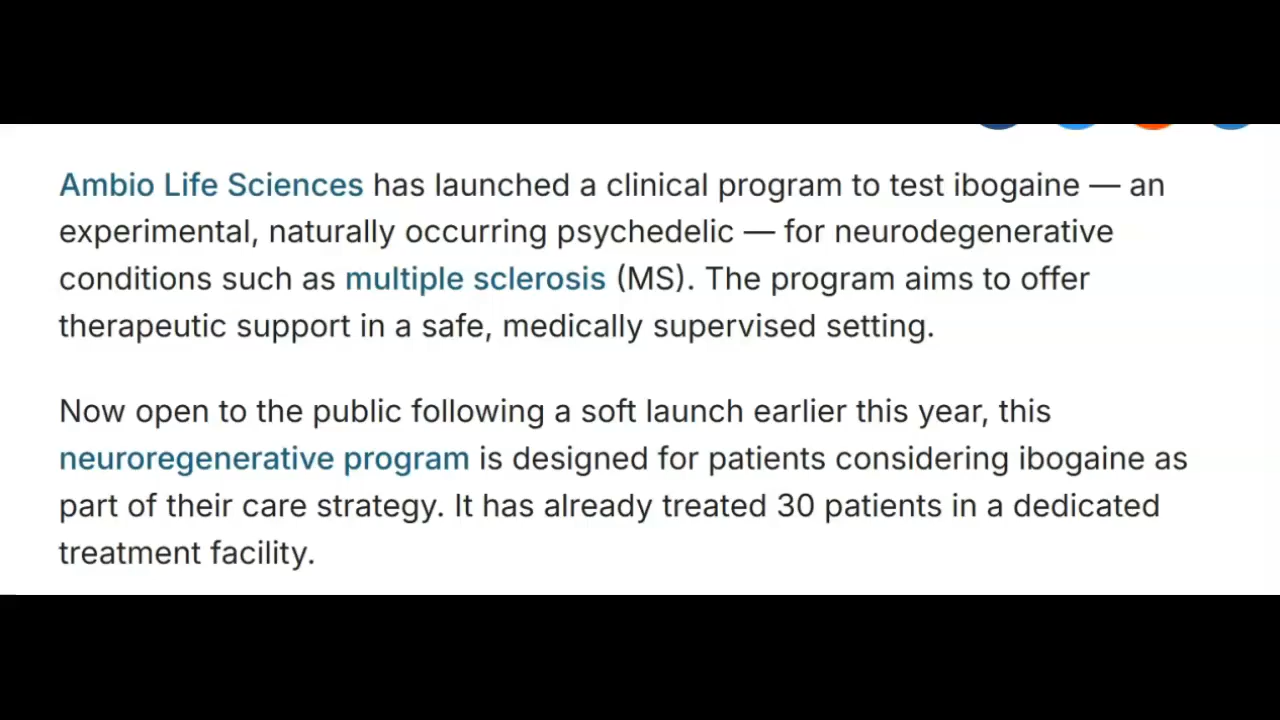 Ambio Life Sciences has launched a clinical program to test ibogaine — an
experimental, naturally occurring psychedelic — for neurodegenerative
conditions such as multiple sclerosis (MS). The program aims to offer
therapeutic support in a safe, medically supervised setting.
Now open to the public following a soft launch earlier this year, this
neuroregenerative program is designed for patients considering ibogaine as
part of their care strategy. It has already treated 30 patients in a dedicated
treatment facility.